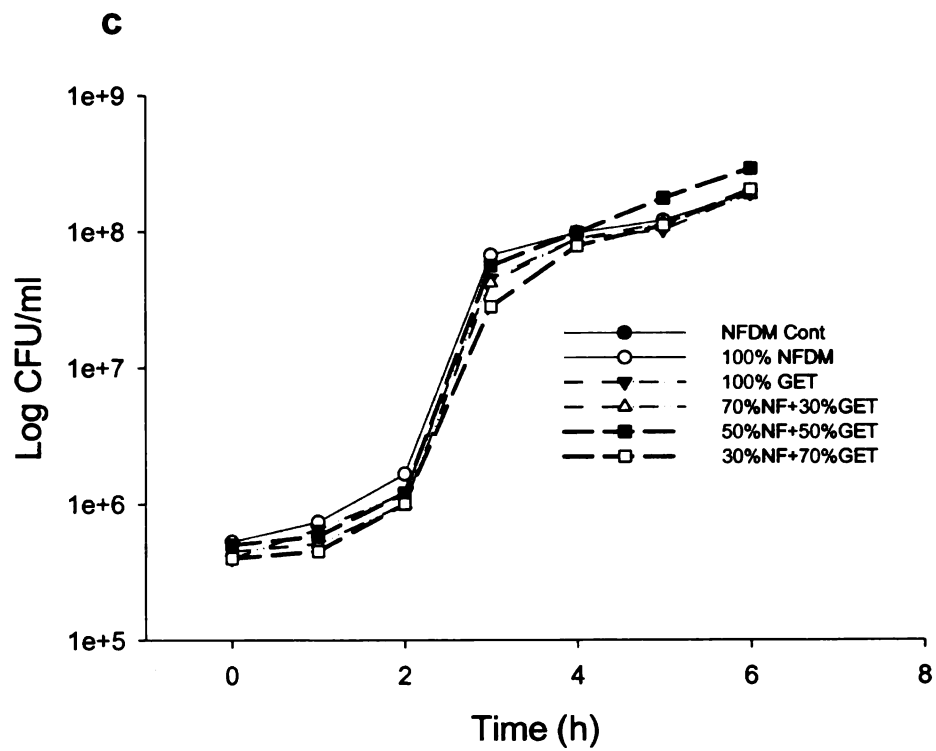 c
Log CFU/ml
1e+9
1e+8
1e+7
1e+6
1e+5
NFDM Cont
100% NFDM
100% GET
70%NF+30%GET
50%NF+50%GET
30%NF+70%GET
0 2 4 6 8
Time (h)